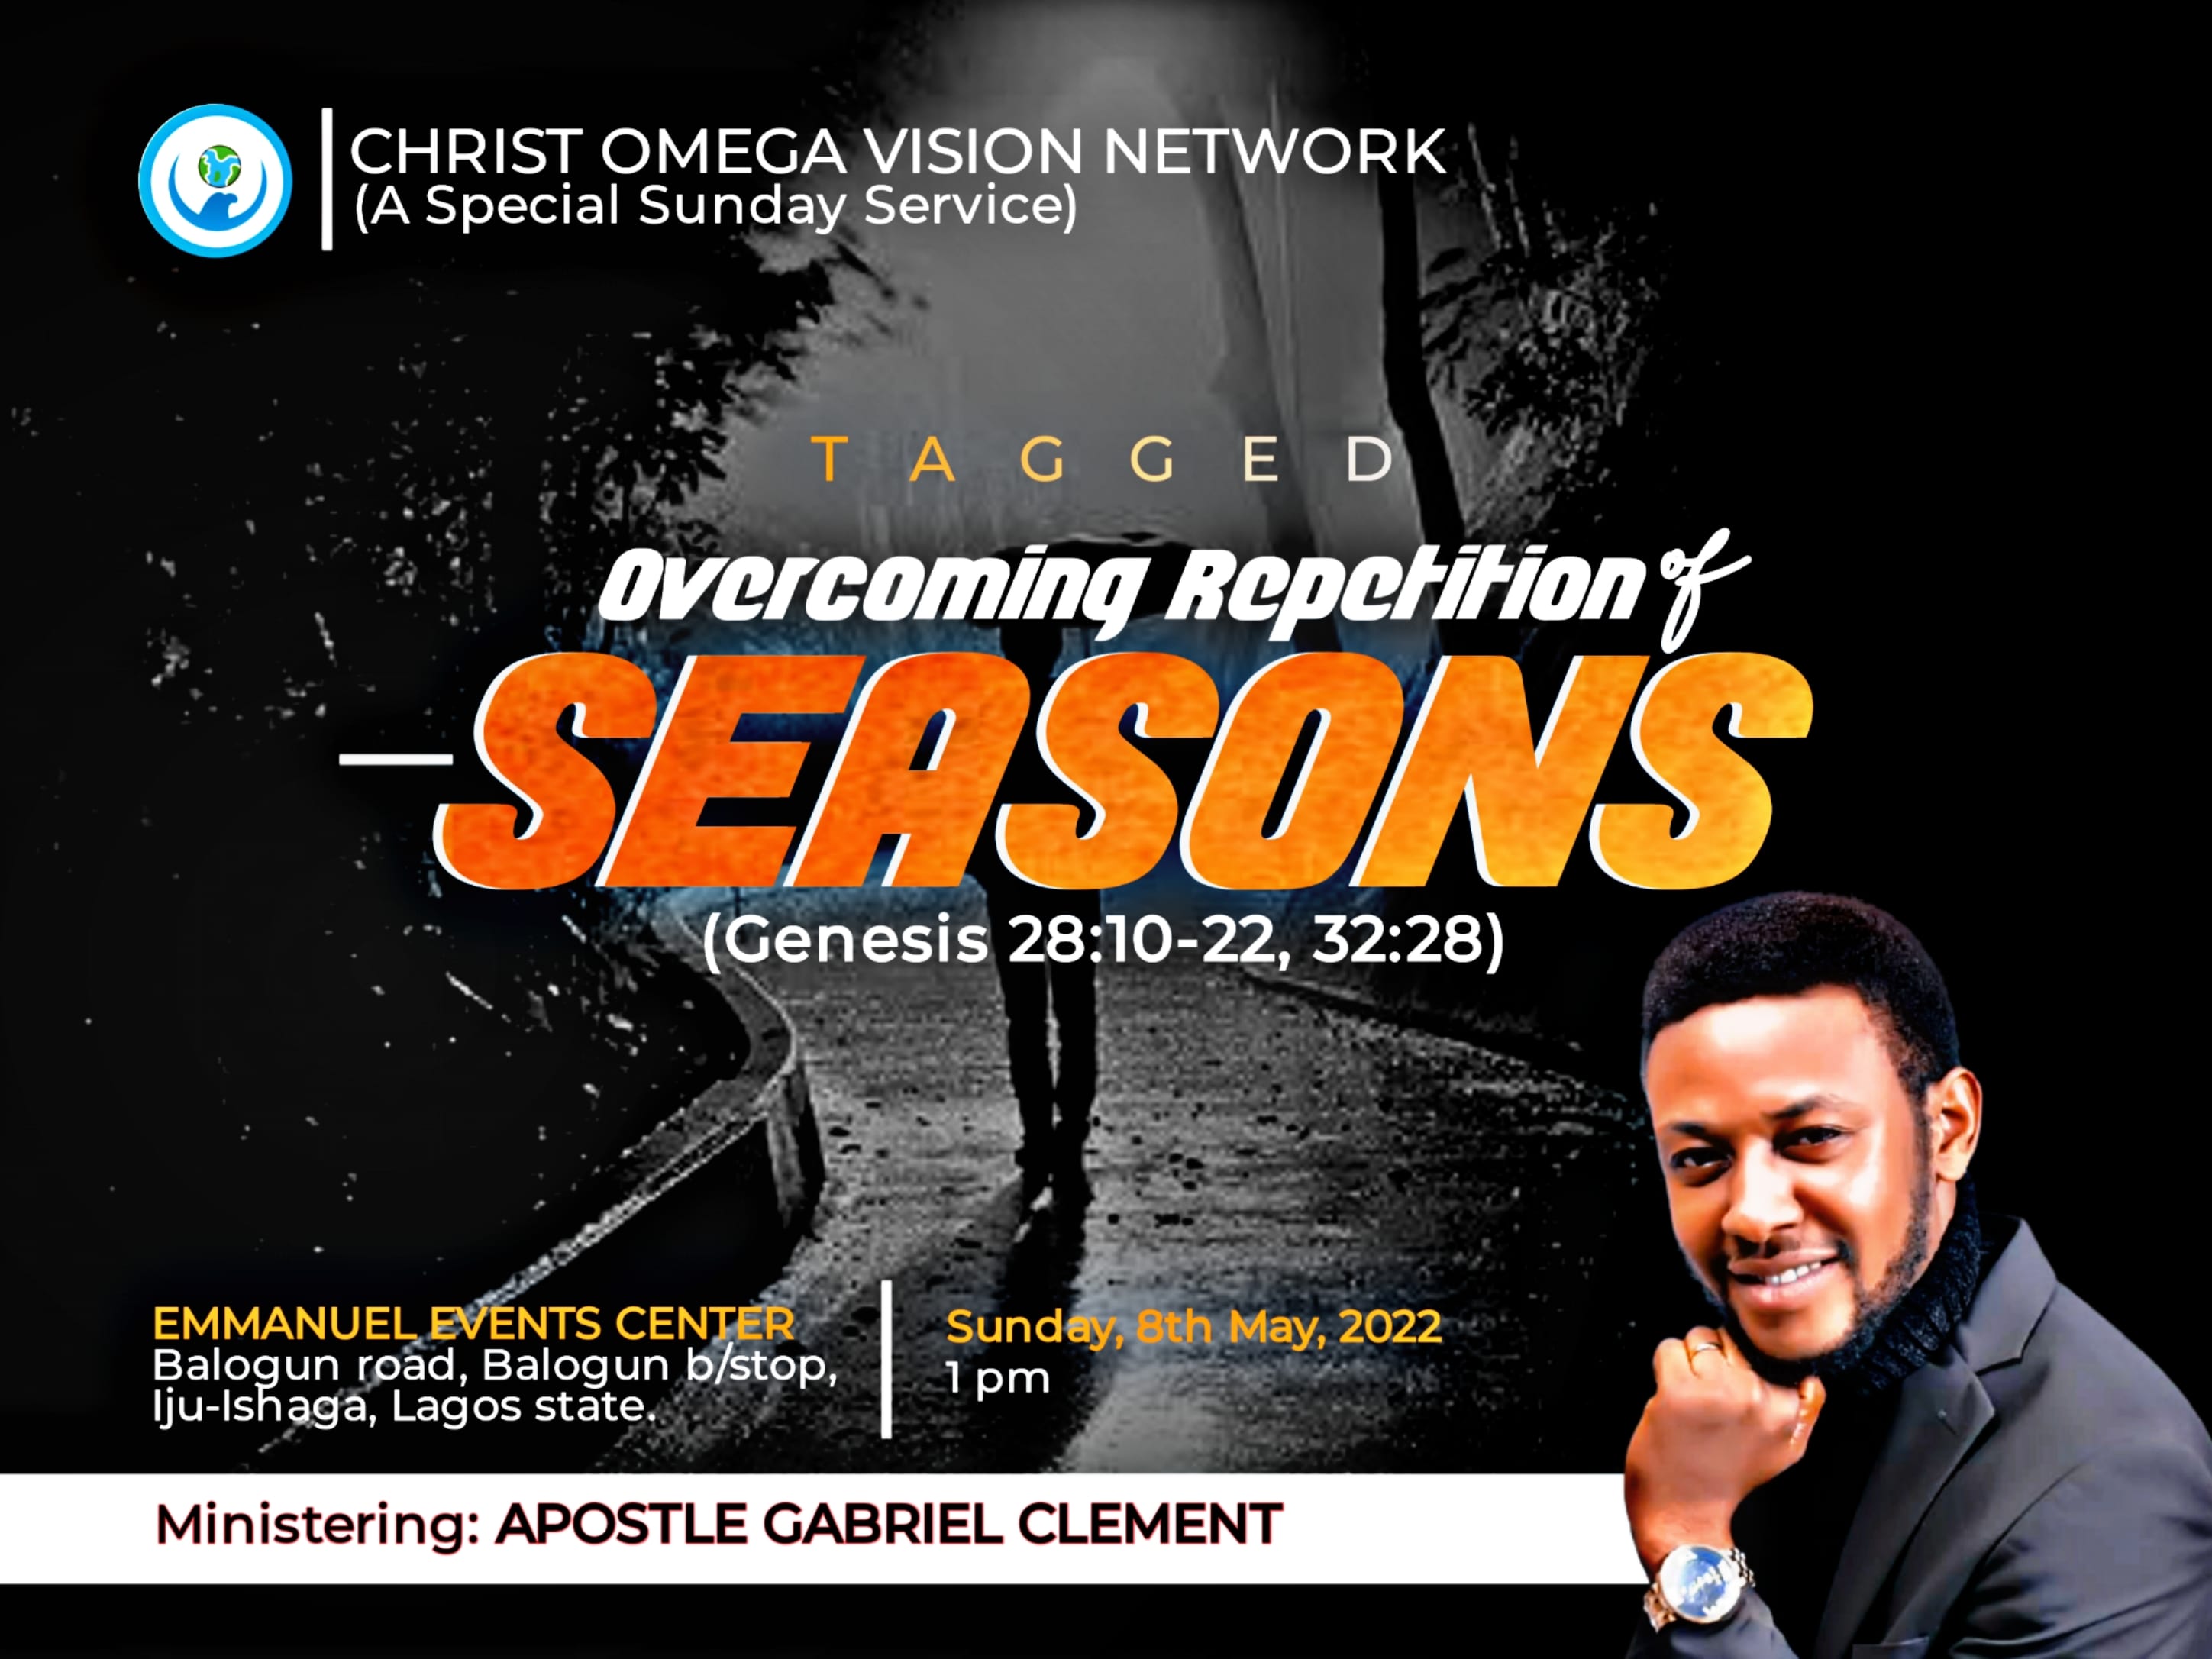 CHRIST OMEGA VISION NETWORK
(A Special Sunday Service)
TAGGED
Overcoming Repetition of
SEASONS
(Genesis 28:10-22, 32:28)
EMMANUEL EVENTS CENTER
Balogun road, Balogun b/stop,
Iju-Ishaga, Lagos state.
Sunday, 8th May, 2022
1 pm
Ministering: APOSTLE GABRIEL CLEMENT